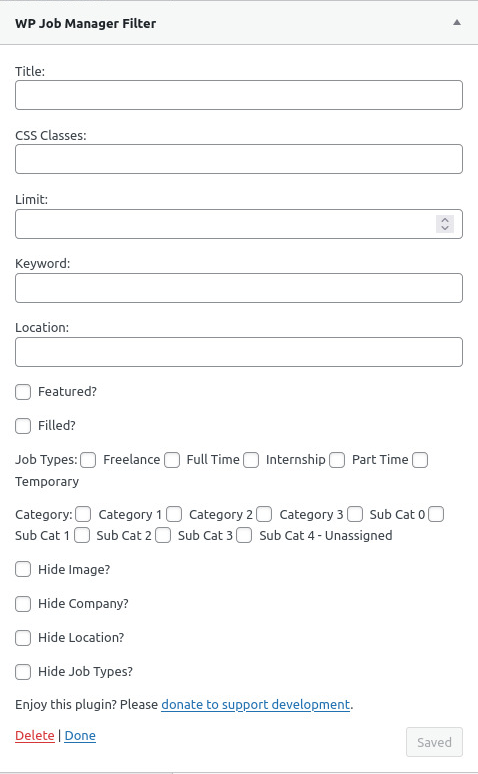 WP Job Manager Filter
Title:
CSS Classes:
Limit:
Keyword:
Location:
Featured?
Filled?
Job Types: Freelance Full Time Internship Part Time
Temporary
Category: Category 1 Category 2 Category 3 Sub Cat 0
Sub Cat 1 Sub Cat 2 Sub Cat 3 Sub Cat 4 - Unassigned
Hide Image?
Hide Company?
Hide Location?
Hide Job Types?
Enjoy this plugin? Please donate to support development.
Delete | Done
Saved